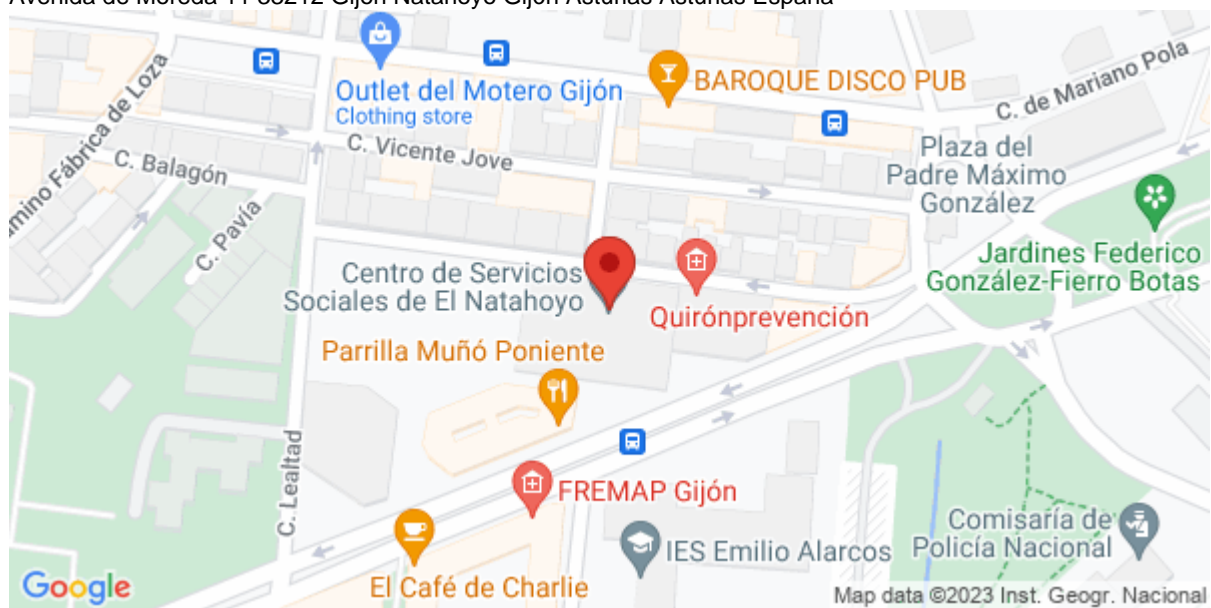 Avenida de Moreda 11 33212 Gijón Natahoyo Gijón Asturias Asturias España
Outlet del Motero Gijón
Clothing store
BAROQUE DISCO PUB
C. de Mariano Pola
mino Fábrica de Loza
C. Balagón
C. Vicente Jove
Plaza del
Padre Máximo
González
C. Pavía
Centro de Servicios
Sociales de El Natahoyo
Quirónprevención
Jardines Federico
González-Fierro Botas
Parrilla Muñó Poniente
C. Lealtad
FREMAP Gijón
IES Emilio Alarcos
Comisaría de
Policía Nacional
El Café de Charlie
Google
Map data ©2023 Inst. Geogr. Nacional